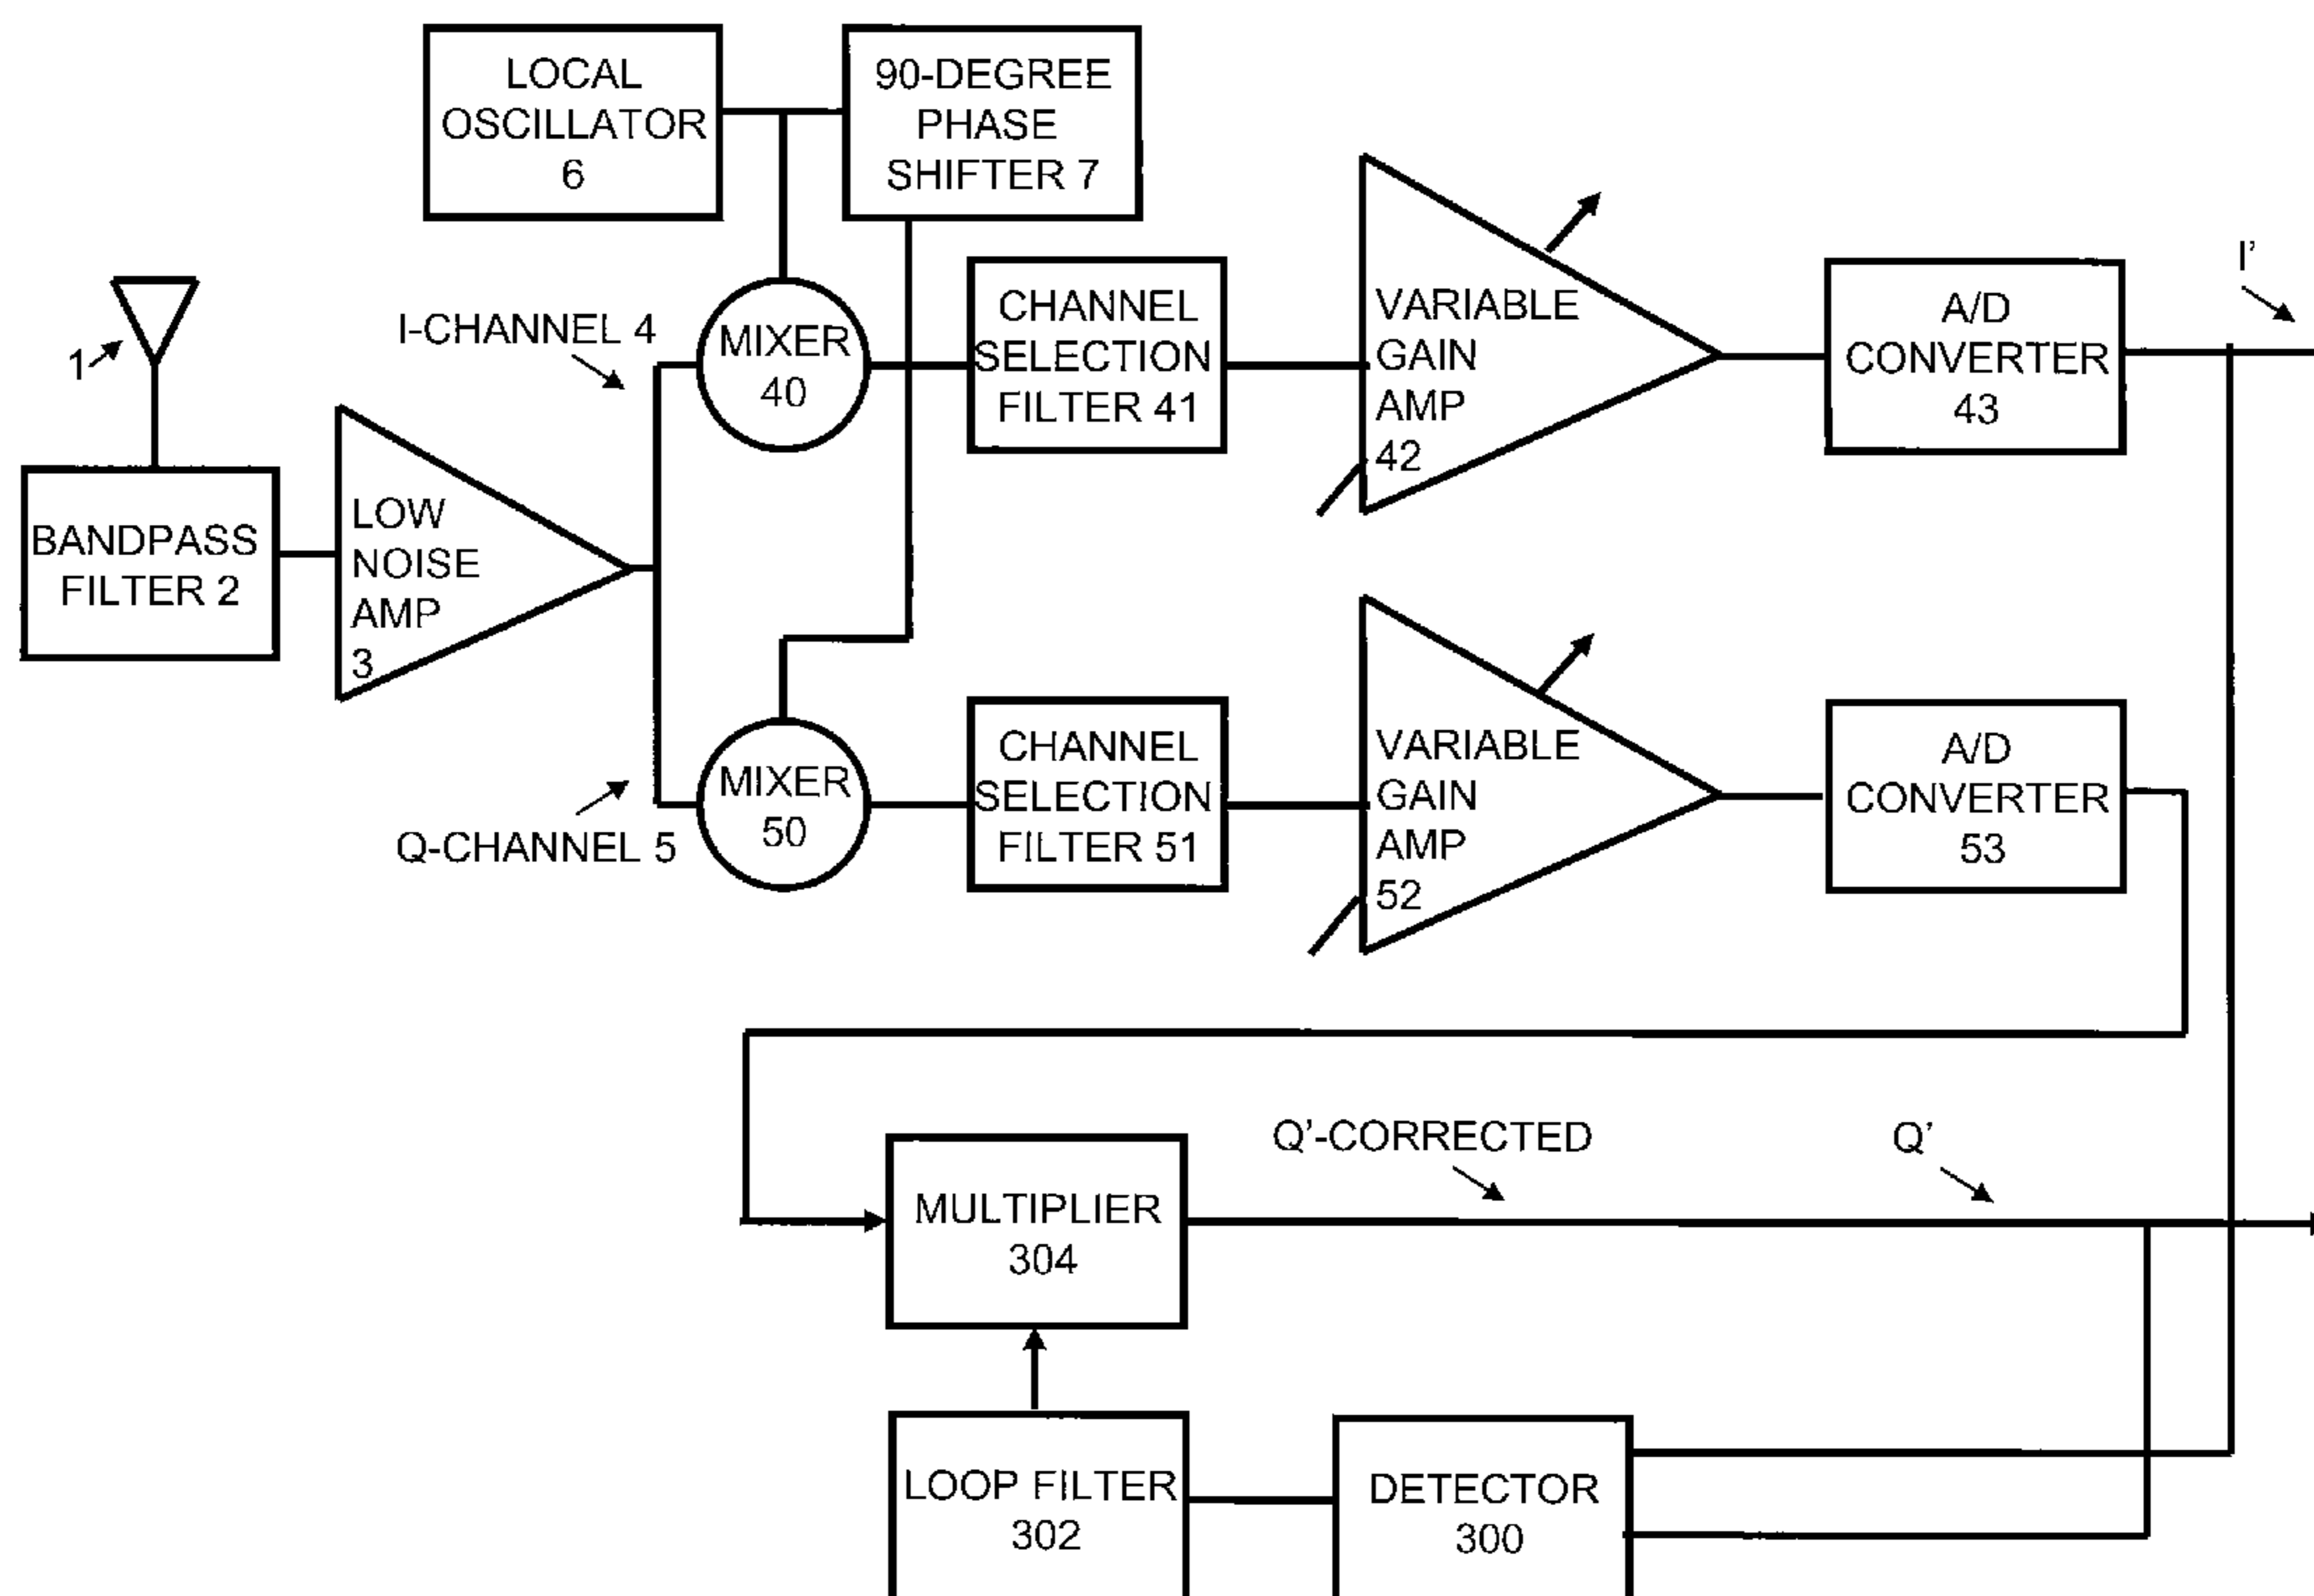 LOCAL
OSCILLATOR
6
90-DEGREE
PHASE
SHIFTER 7
1
I-CHANNEL 4
MIXER
40
CHANNEL
SELECTION
FILTER 41
VARIABLE
GAIN
AMP
42
A/D
CONVERTER
43
I'
BANDPASS
FILTER 2
LOW
NOISE
AMP
3
Q-CHANNEL 5
MIXER
50
CHANNEL
SELECTION
FILTER 51
VARIABLE
GAIN
AMP
52
A/D
CONVERTER
53
Q'-CORRECTED
Q'
MULTIPLIER
304
LOOP FILTER
302
DETECTOR
300